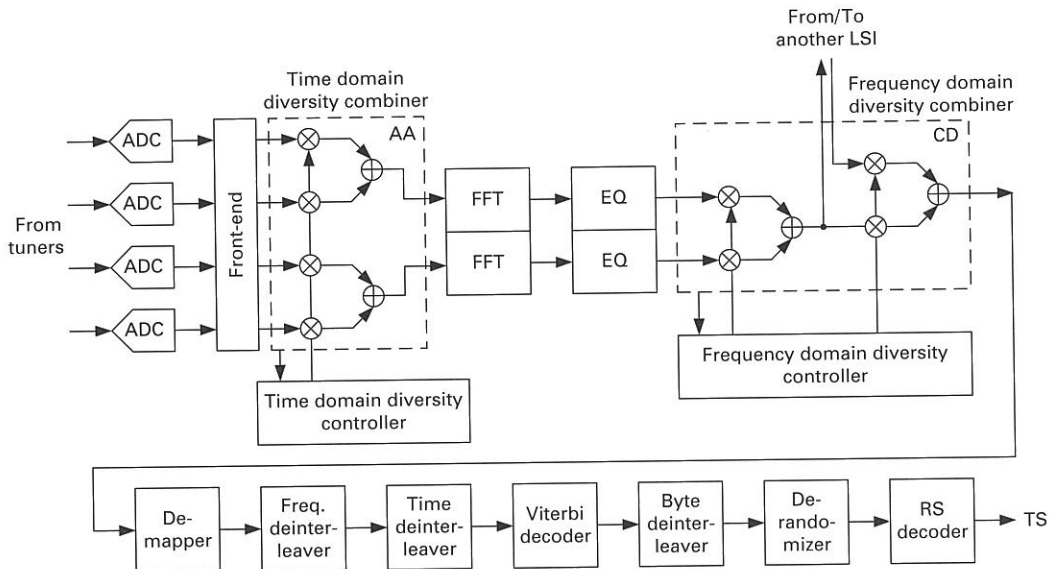 From/To
another LSI
Time domain
diversity combiner
Frequency domain
diversity combiner
AA
CD
ADC
ADC
ADC
ADC
From
tuners
Front-end
FFT
EQ
FFT
EQ
Time domain diversity
controller
Frequency domain diversity
controller
De-
mapper
Freq.
deinter-
leaver
Time
deinter-
leaver
Viterbi
decoder
Byte
deinter-
leaver
De-
rando-
mizer
RS
decoder
TS